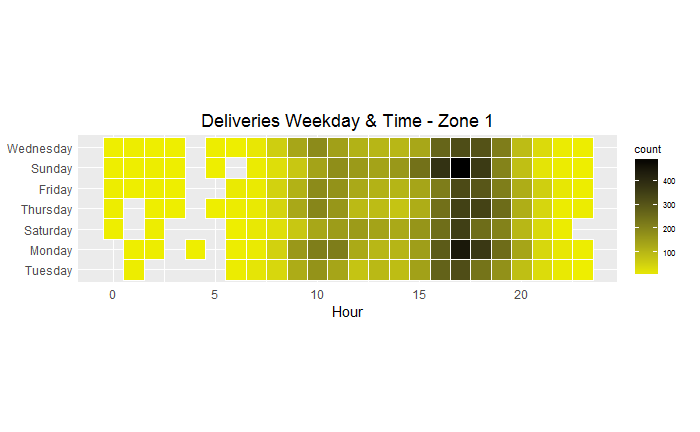 Deliveries Weekday & Time - Zone 1
Wednesday
Sunday
Friday
Thursday
Saturday
Monday
Tuesday
0 5 10 15 20
Hour
count
400
300
200
100